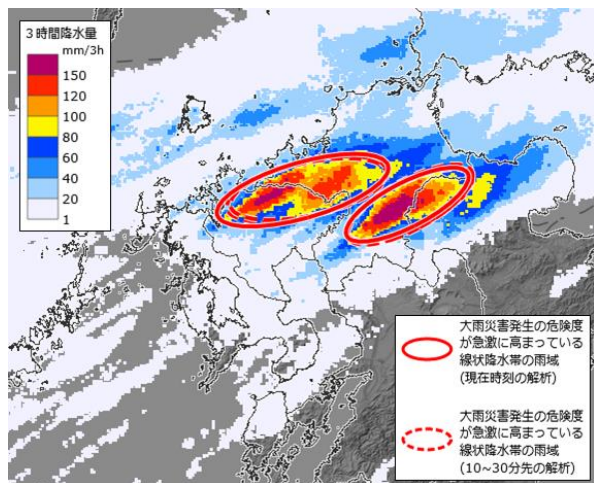 3時間降水量
mm/3h
150
120
100
80
60
40
20
1
大雨災害発生の危険度
が急激に高まっている
線状降水帯の雨域
(現在時刻の解析)
大雨災害発生の危険度
が急激に高まっている
線状降水帯の雨域
(10~30分先の解析)